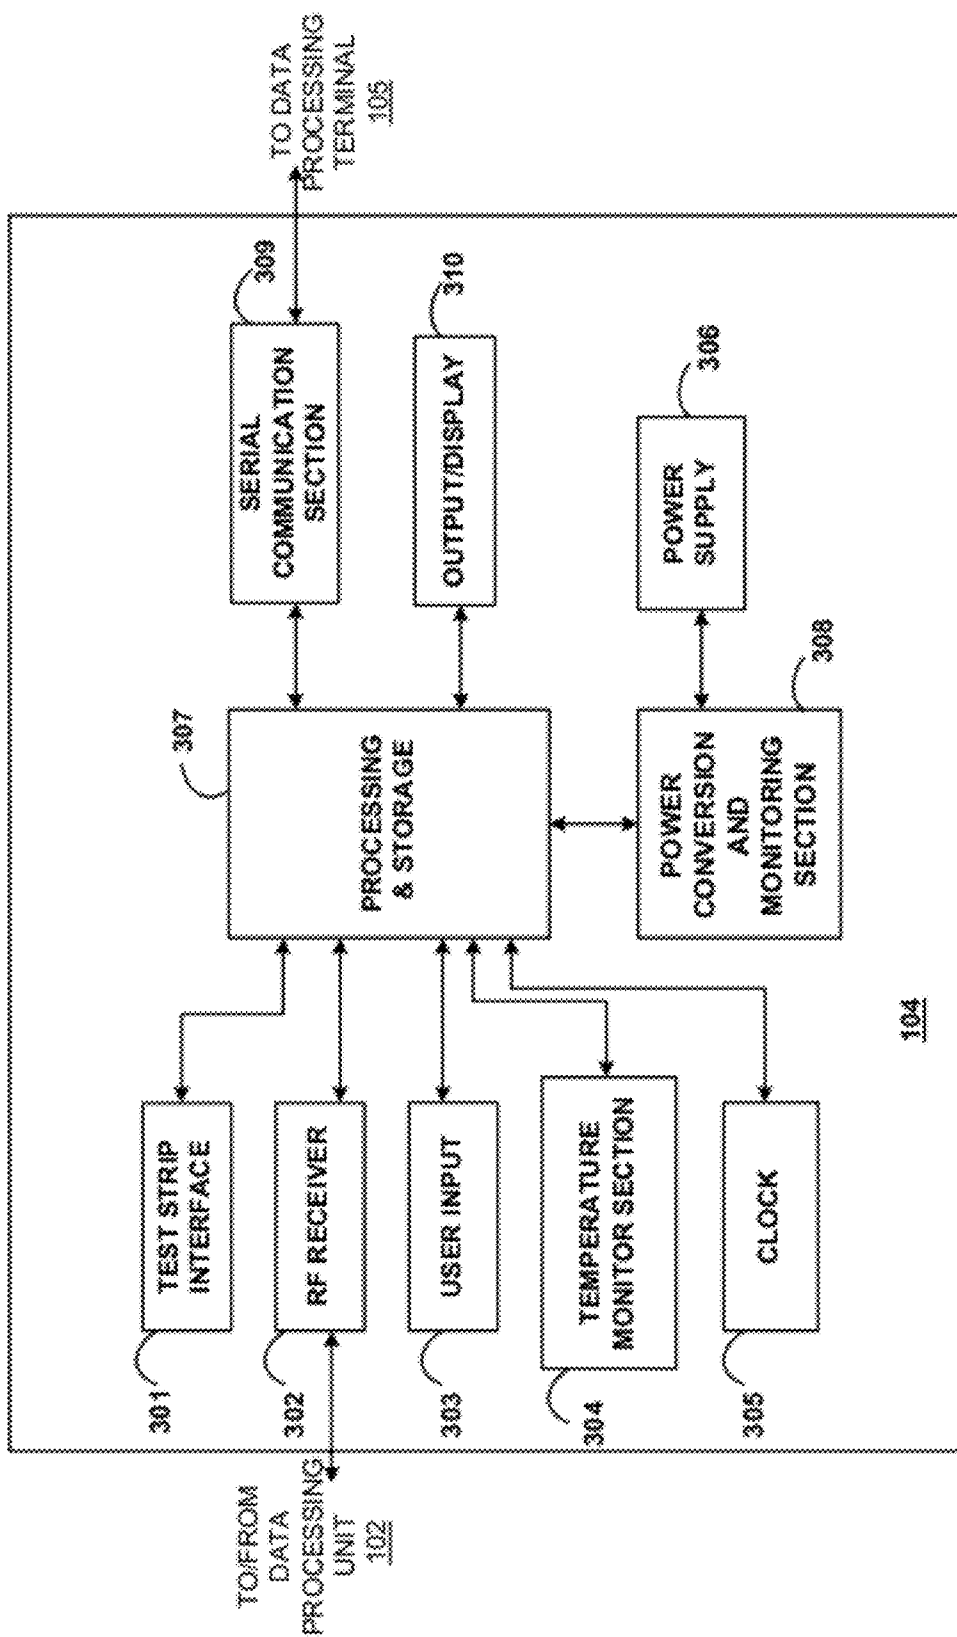 TO/FROM
DATA
PROCESSING
UNIT
102
301
TEST STRIP
INTERFACE
302
RF RECEIVER
303
USER INPUT
304
TEMPERATURE
MONITOR SECTION
305
CLOCK
104
307
PROCESSING
& STORAGE
POWER
CONVERSION
AND
MONITORING
SECTION
308
SERIAL
COMMUNICATION
SECTION
309
OUTPUT/DISPLAY
310
POWER
SUPPLY
306
TO DATA
PROCESSING
TERMINAL
105